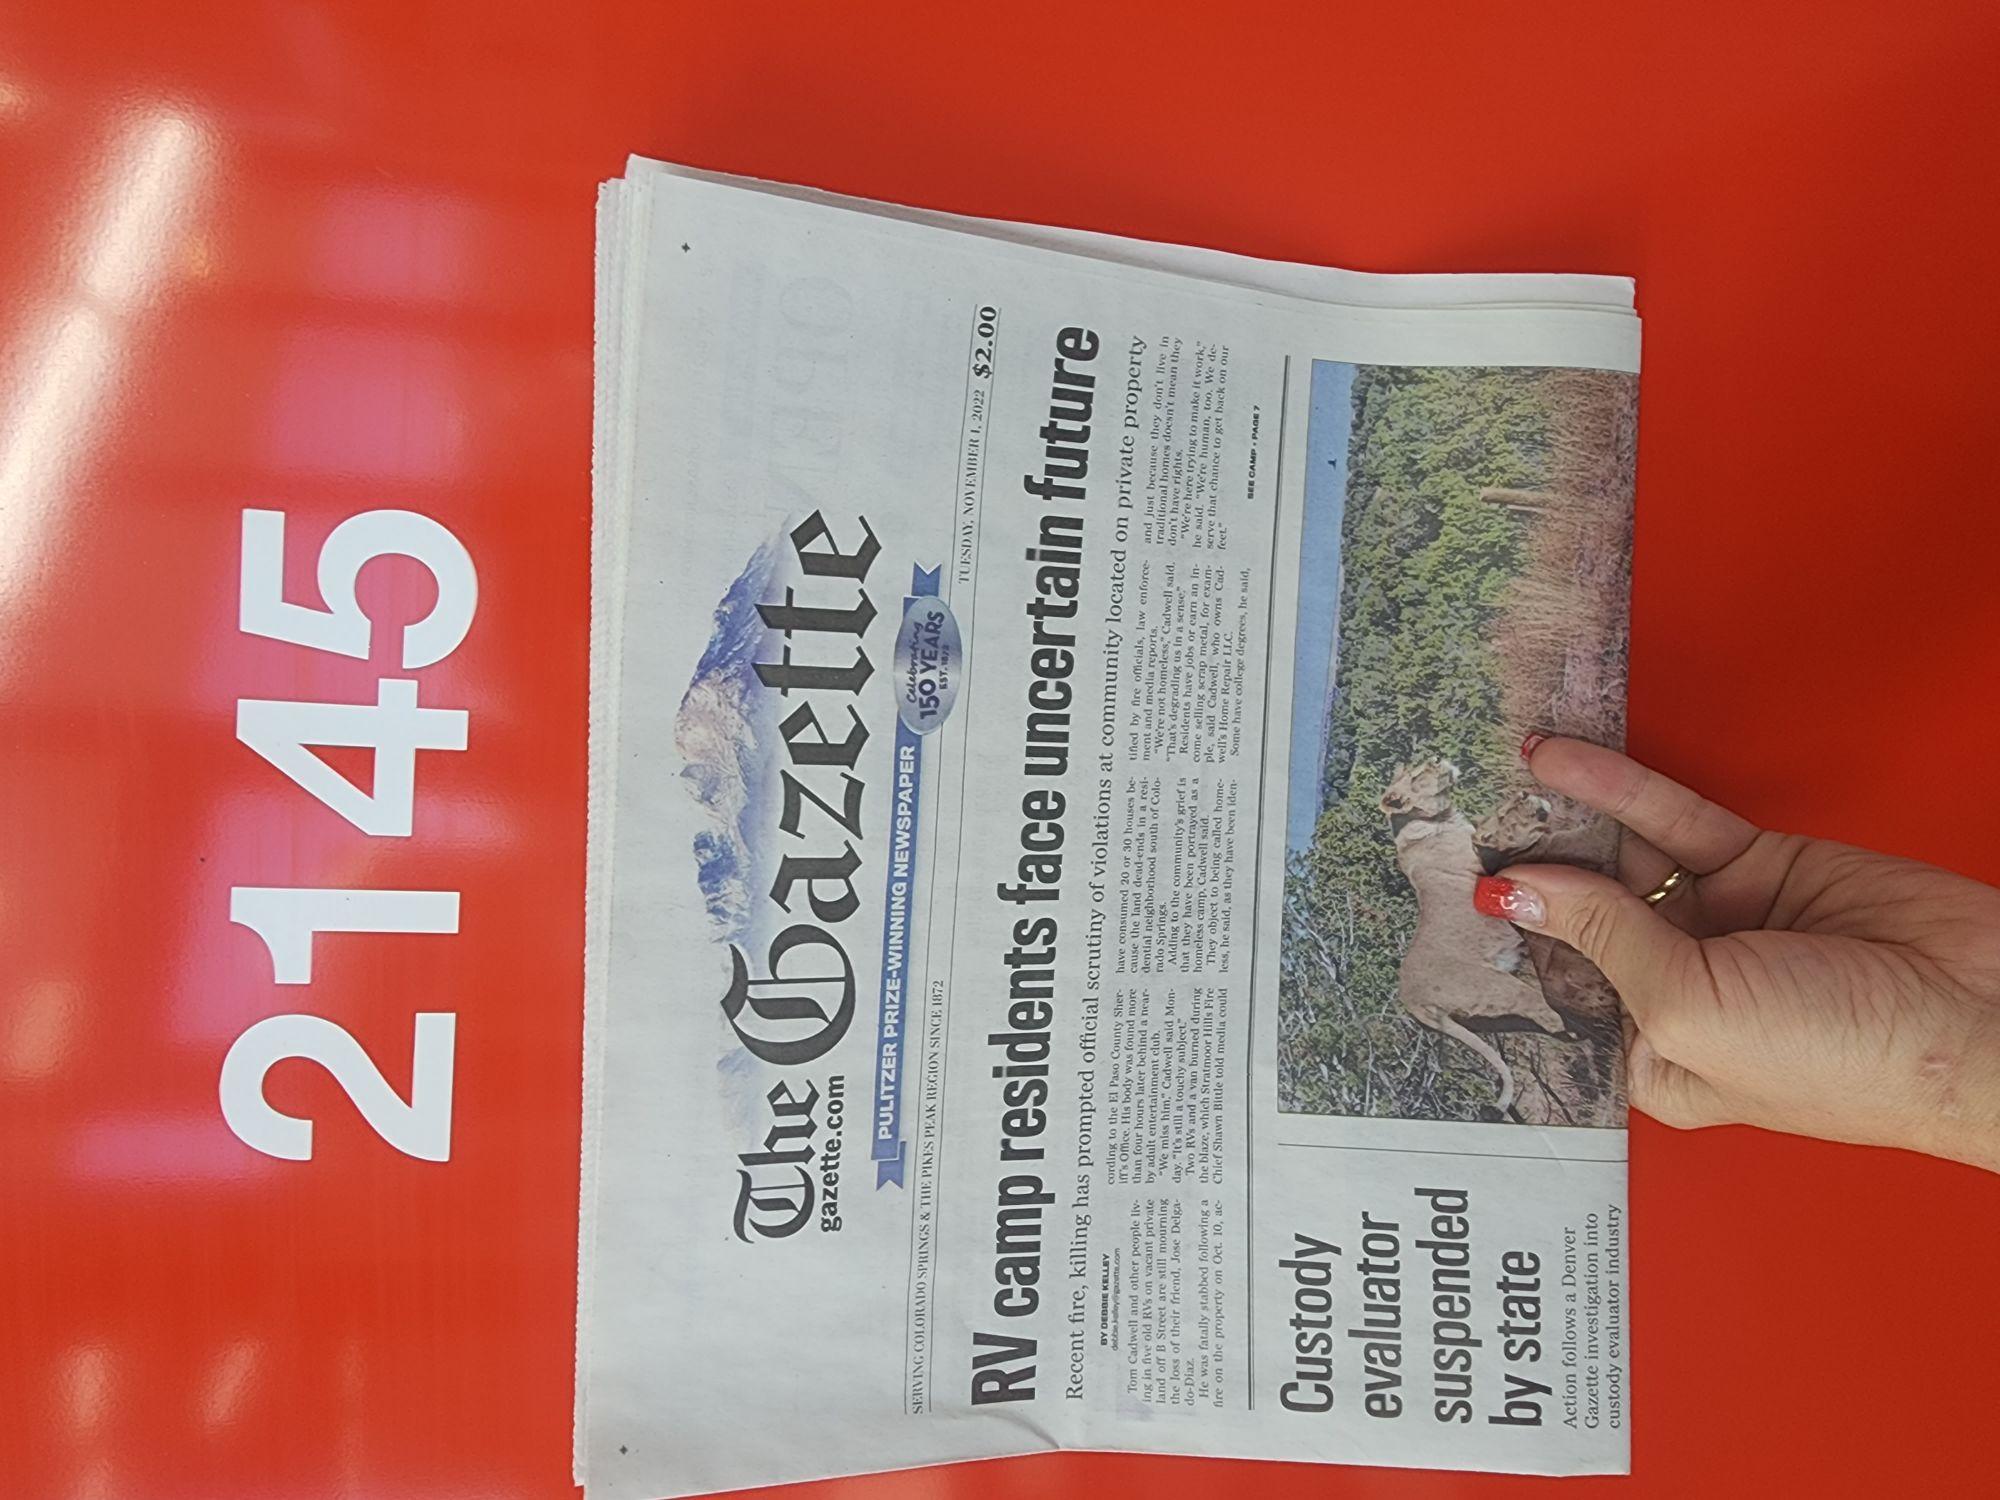 2145
The Gazette
gazette.com
PULITZER PRIZE-WINNING NEWSPAPER
Celebrating
150 YEARS
EST. 1872
SERVING COLORADO SPRINGS & THE PIKES PEAK REGION SINCE 1872
TUESDAY, NOVEMBER 1, 2022 $2.00
RV camp residents face uncertain future
Recent fire, killing has prompted official scrutiny of violations at community located on private property
BY DEBBIE KELLEY
debbie.kelley@gazette.com
Tom Cadwell and other people liv-
ing in five old RVs on vacant private
land off B Street are still mourning
the loss of their friend, Jose Delga-
do-Diaz.
He was fatally stabbed following a
fire on the property on Oct. 10, ac-
cording to the El Paso County Sher-
iff's Office. His body was found more
than four hours later behind a near-
by adult entertainment club.
"We miss him," Cadwell said Mon-
day. "It's still a touchy subject."
Two RVs and a van burned during
the blaze, which Stratmoor Hills Fire
Chief Shawn Bittle told media could
have consumed 20 or 30 houses be-
cause the land dead-ends in a resi-
dential neighborhood south of Colo-
rado Springs.
Adding to the community's grief is
that they have been portrayed as a
homeless camp, Cadwell said.
They object to being called home-
less, he said, as they have been iden-
tified by fire officials, law enforce-
ment and media reports.
"We're not homeless," Cadwell said.
"That's degrading us in a sense."
Residents have jobs or earn an in-
come selling scrap metal, for exam-
ple, said Cadwell, who owns Cad-
well's Home Repair LLC.
Some have college degrees, he said,
and just because they don't live in
traditional homes doesn't mean they
don't have rights.
"We're here trying to make it work,"
he said. "We're human, too. We de-
serve that chance to get back on our
feet."
SEE CAMP • PAGE 7
Custody
evaluator
suspended
by state
Action follows a Denver
Gazette investigation into
custody evaluator industry